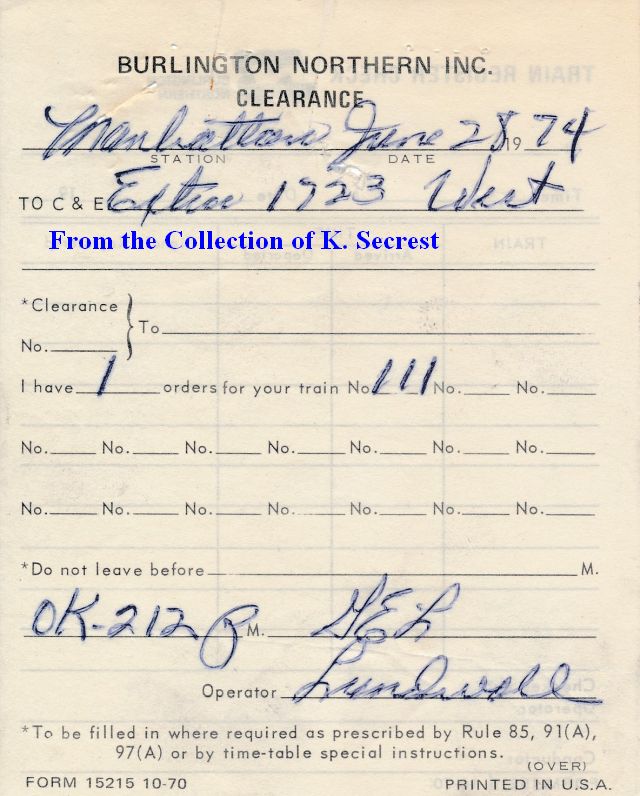 BURLINGTON NORTHERN INC.
CLEARANCE
Manhattan June 28 19 74
STATION DATE
TO C & E Extra 1723 West
From the Collection of K. Secrest
*Clearance
No. To
I have 1 orders for your train No. 111 No. No.
No. No. No. No. No. No. No.
No. No. No. No. No. No. No.
*Do not leave before M.
OK-212 P M. GEL
Operator Lundwall
*To be filled in where required as prescribed by Rule 85, 91(A),
97(A) or by time-table special instructions.
(OVER)
FORM 15215 10-70 PRINTED IN U.S.A.